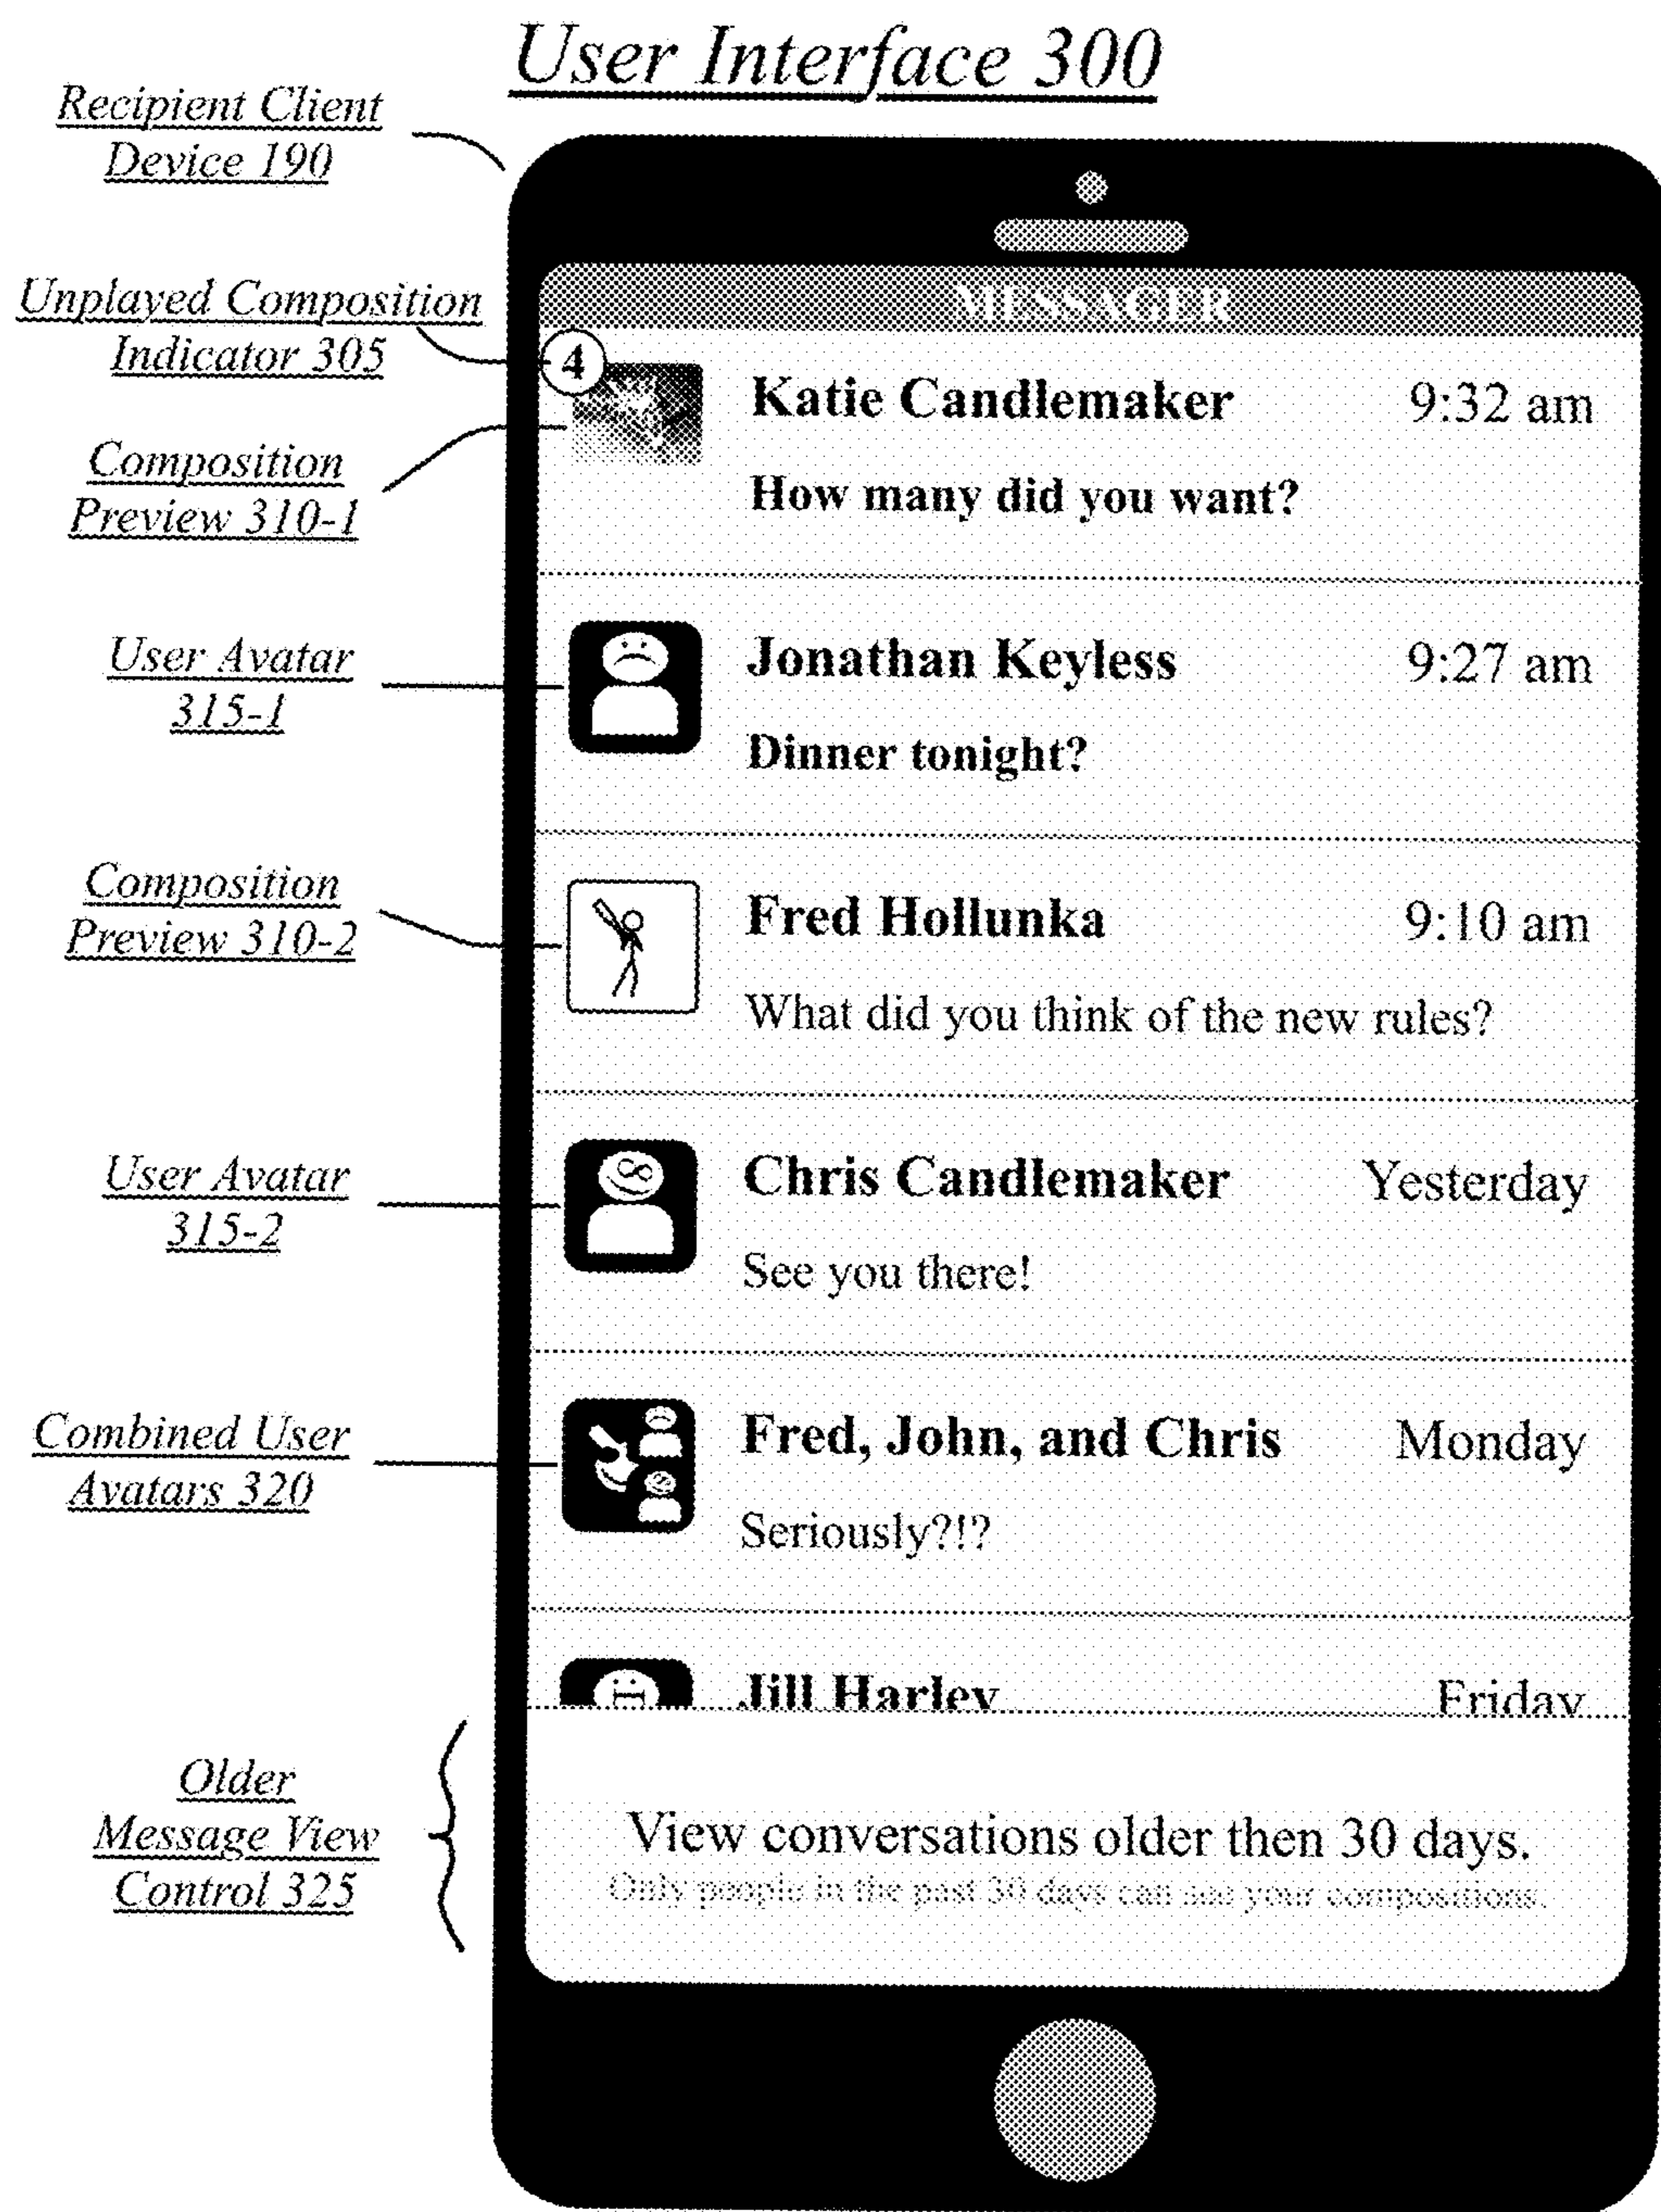 User Interface 300
Recipient Client
Device 190
Unplayed Composition
Indicator 305
Composition
Preview 310-1
User Avatar
315-1
Composition
Preview 310-2
User Avatar
315-2
Combined User
Avatars 320
Older
Message View
Control 325
MESSAGER
4
Katie Candlemaker 9:32 am
How many did you want?
Jonathan Keyless 9:27 am
Dinner tonight?
Fred Hollunka 9:10 am
What did you think of the new rules?
Chris Candlemaker Yesterday
See you there!
Fred, John, and Chris Monday
Seriously?!?
Jill Harley Friday
View conversations older then 30 days.
Only people in the past 30 days can see your compositions.